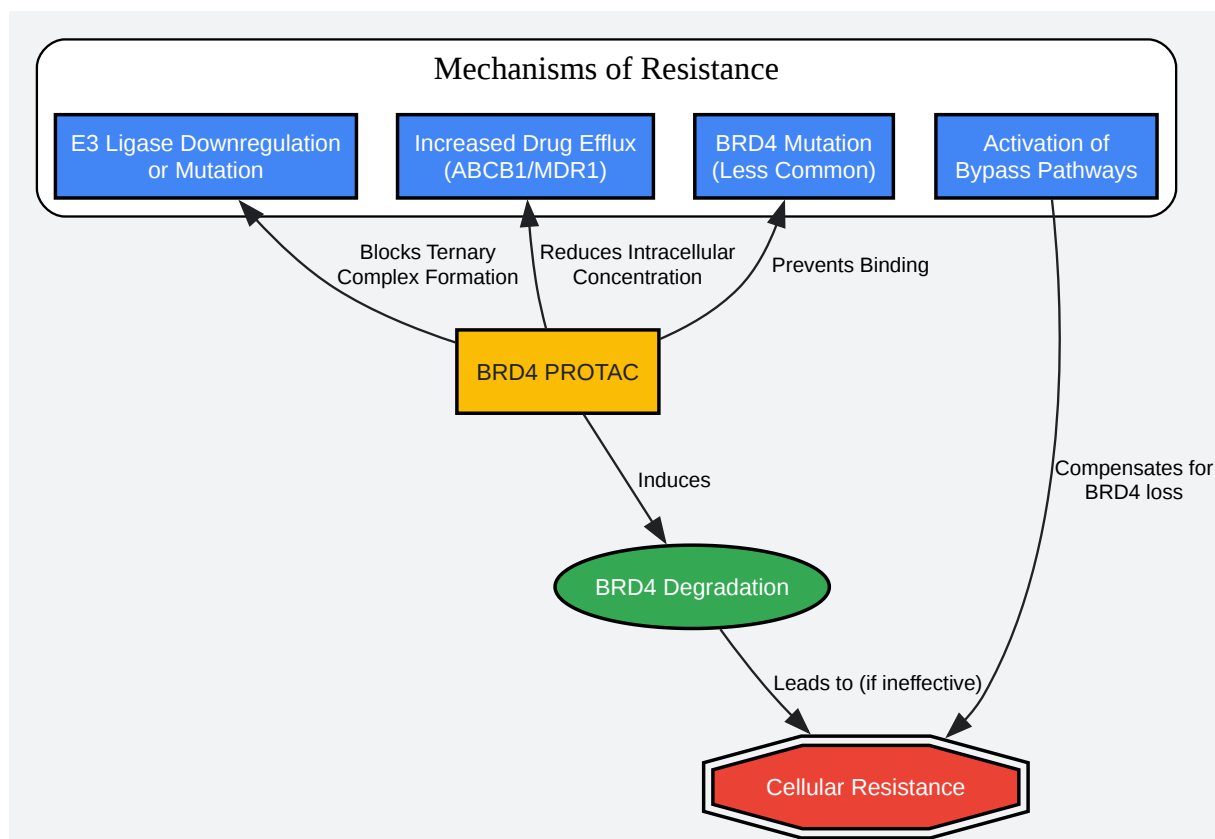 Mechanisms of Resistance
E3 Ligase Downregulation
or Mutation
Increased Drug Efflux
(ABCB1/MDR1)
BRD4 Mutation
(Less Common)
Activation of
Bypass Pathways
Blocks Ternary
Complex Formation
Reduces Intracellular
Concentration
Prevents Binding
BRD4 PROTAC
Induces
Compensates for
BRD4 loss
BRD4 Degradation
Leads to (if ineffective)
Cellular Resistance